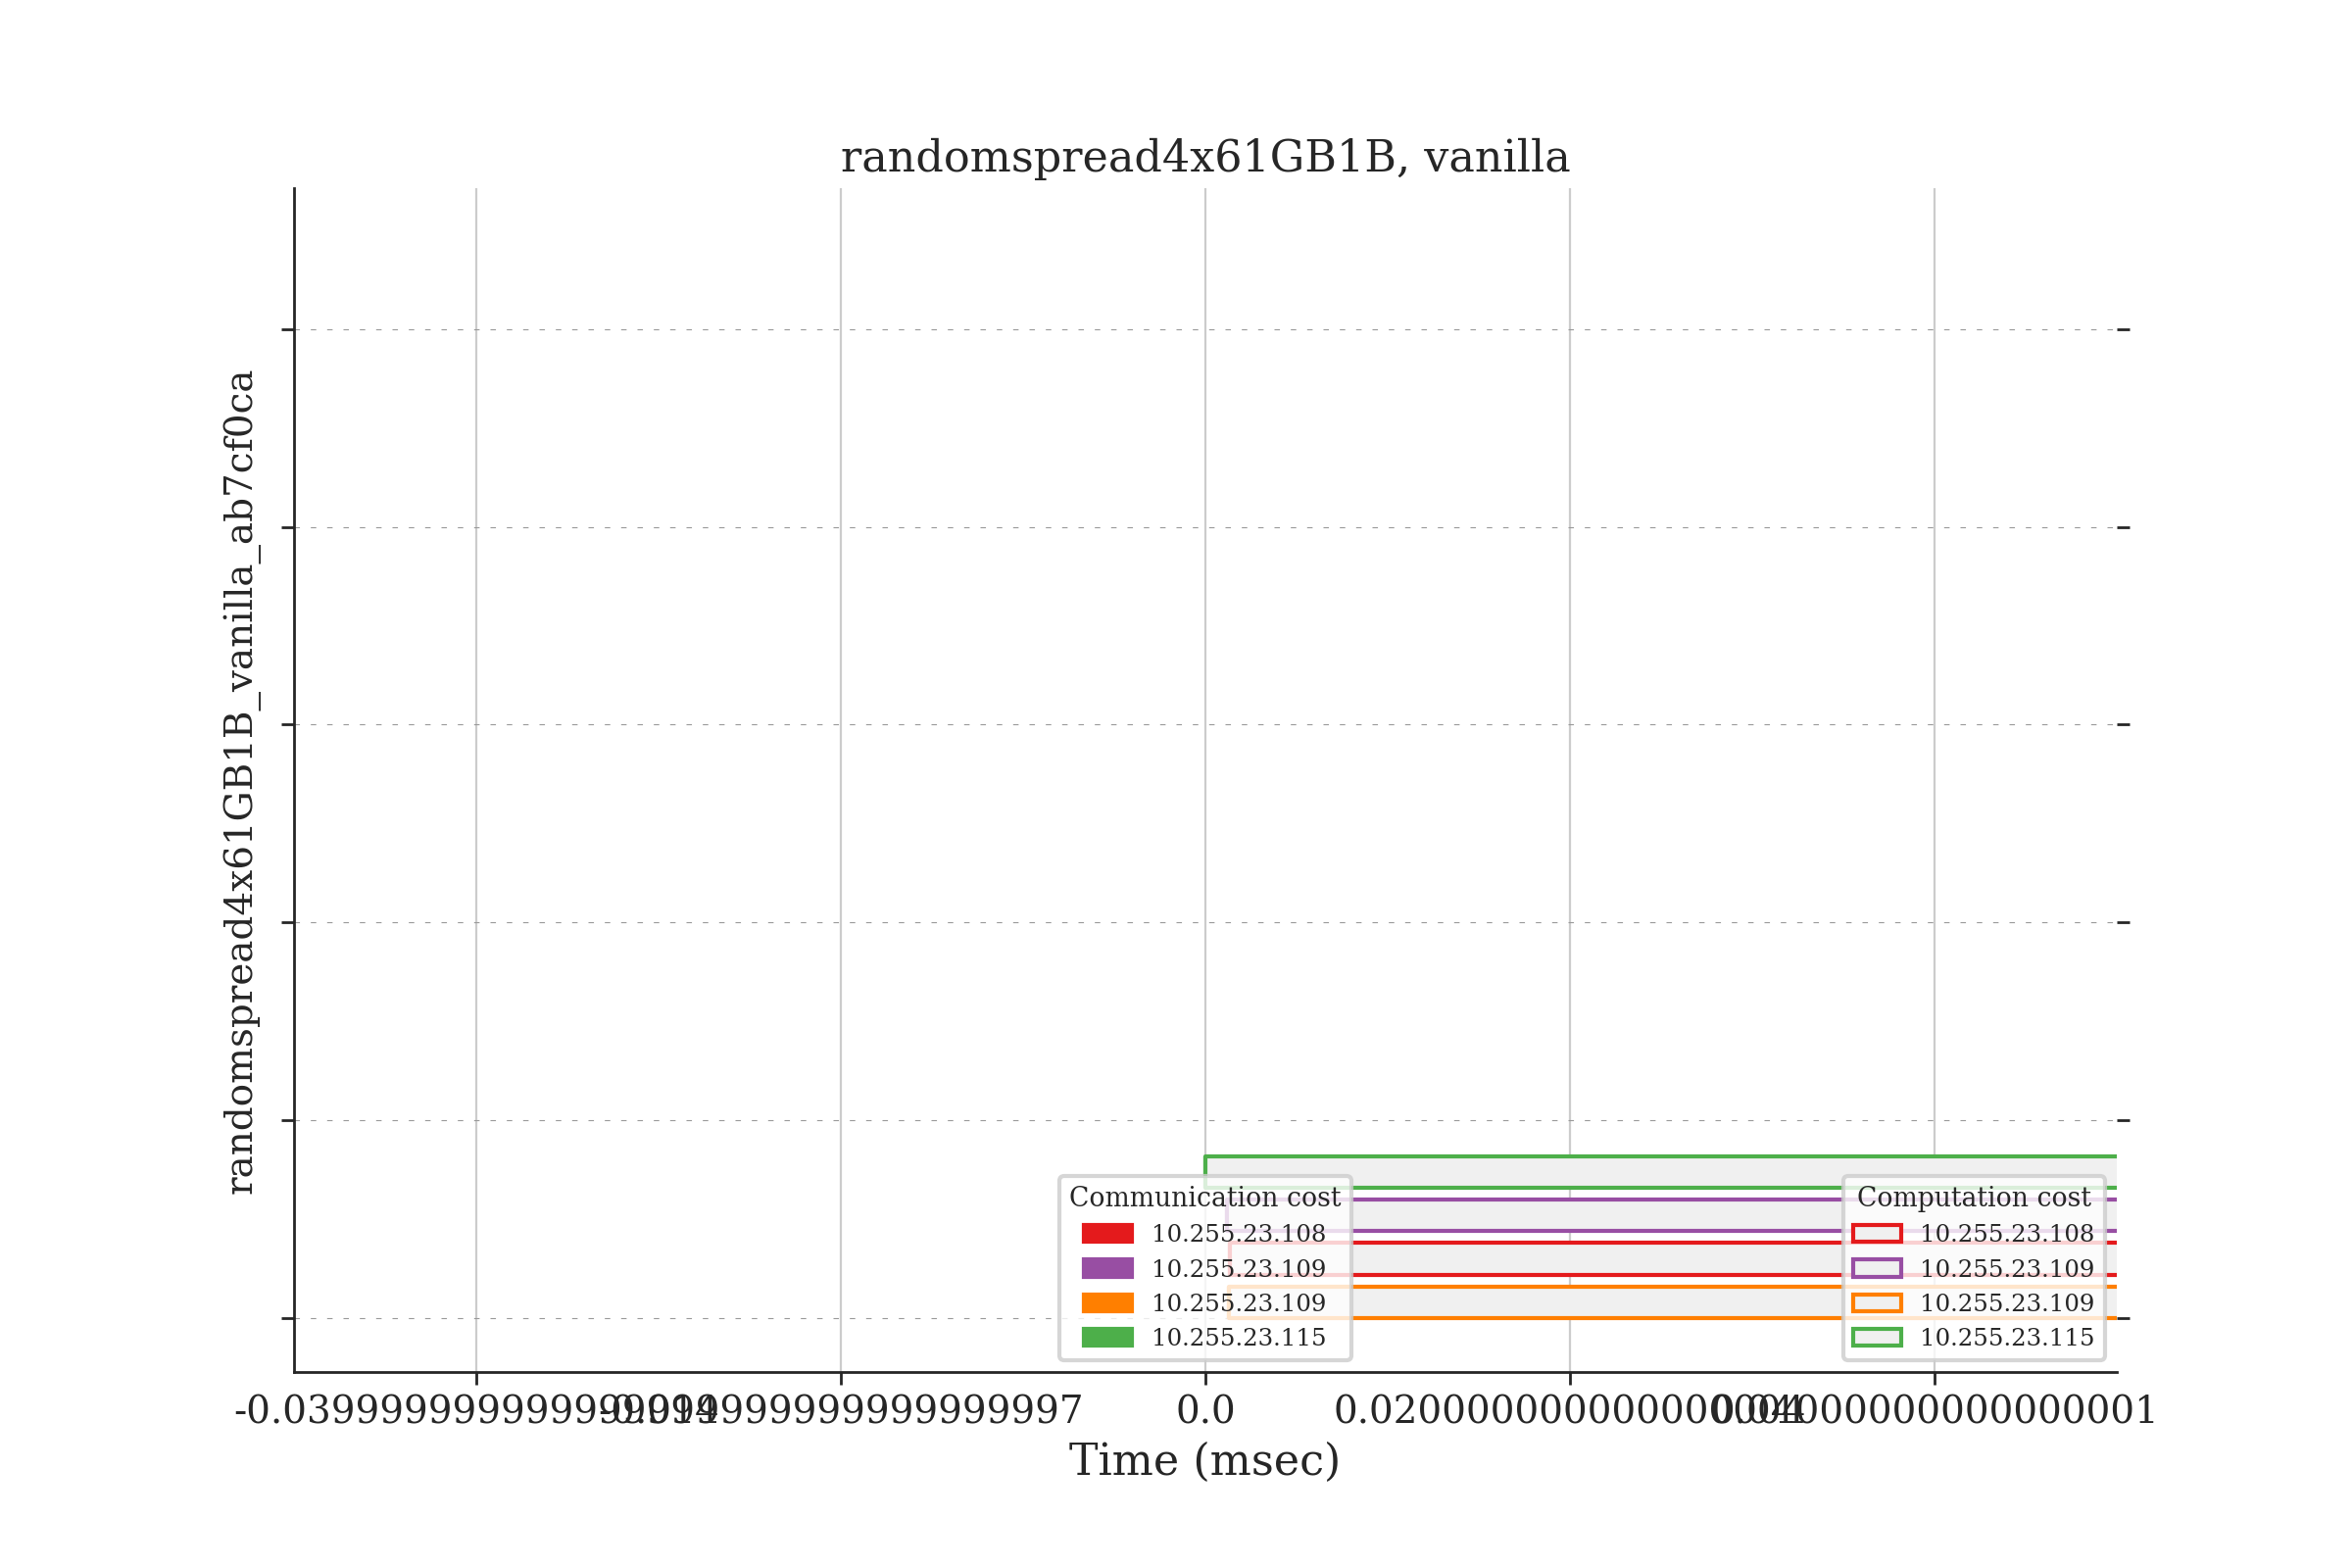 randomspread4x61GB1B, vanilla
randomspread4x61GB1B_vanilla_ab7cf0ca
Communication cost
10.255.23.108
10.255.23.109
10.255.23.109
10.255.23.115
Computation cost
10.255.23.108
10.255.23.109
10.255.23.109
10.255.23.115
0.0
Time (msec)